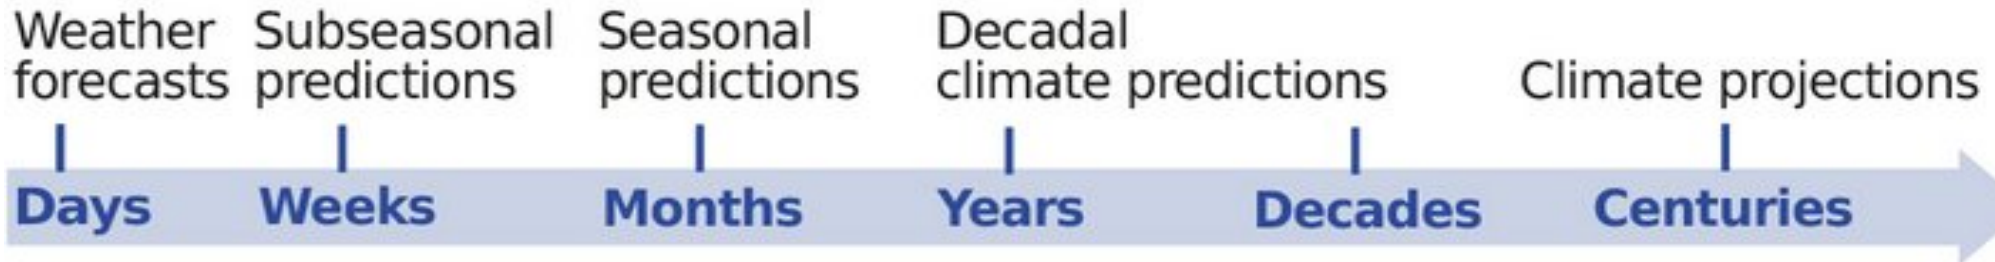 Weather
forecasts
Subseasonal
predictions
Seasonal
predictions
Decadal
climate predictions
Climate projections
Days
Weeks
Months
Years
Decades
Centuries